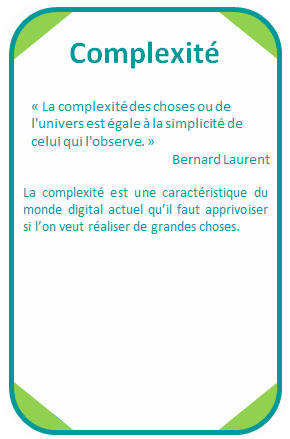 Complexité
« La complexité des choses ou de
l'univers est égale à la simplicité de
celui qui l'observe. »
Bernard Laurent
La complexité est une caractéristique du
monde digital actuel qu’il faut apprivoiser
si l’on veut réaliser de grandes choses.